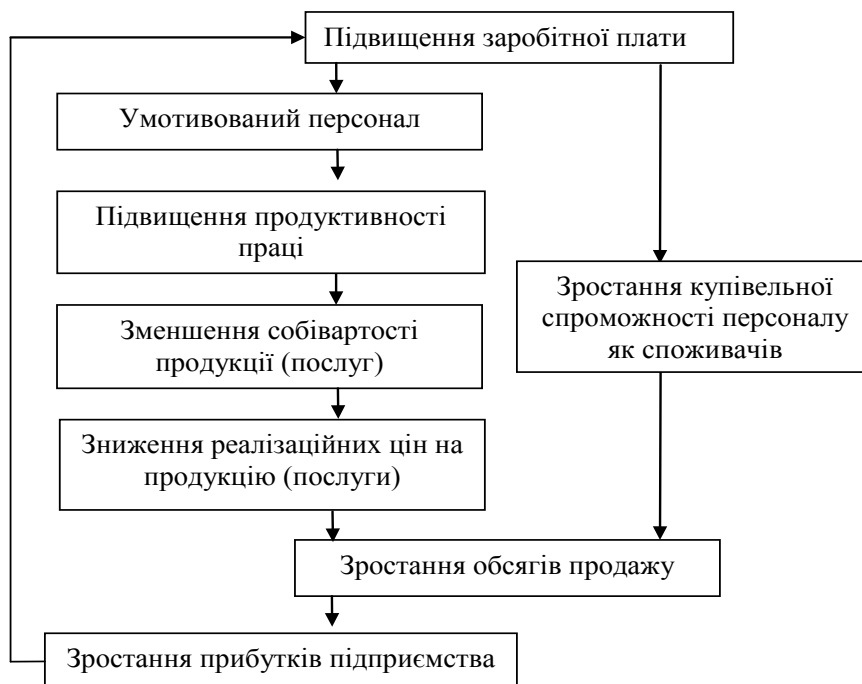 Підвищення заробітної плати
Умотивований персонал
Підвищення продуктивності
праці
Зростання купівельної
спроможності персоналу
як споживачів
Зменшення собівартості
продукції (послуг)
Зниження реалізаційних цін на
продукцію (послуги)
Зростання обсягів продажу
Зростання прибутків підприємства